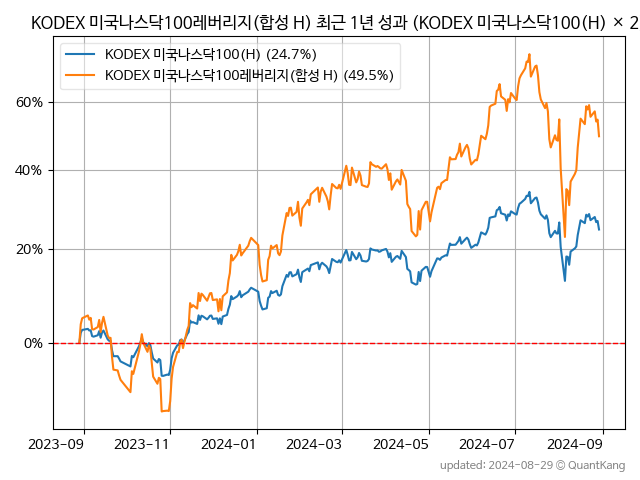 KODEX 미국나스닥100레버리지(합성 H) 최근 1년 성과 (KODEX 미국나스닥100(H) × 2
KODEX 미국나스닥100(H) (24.7%)
KODEX 미국나스닥100레버리지(합성 H) (49.5%)
60%
40%
20%
0%
2023-09 2023-11 2024-01 2024-03 2024-05 2024-07 2024-09
updated: 2024-08-29 © QuantKang